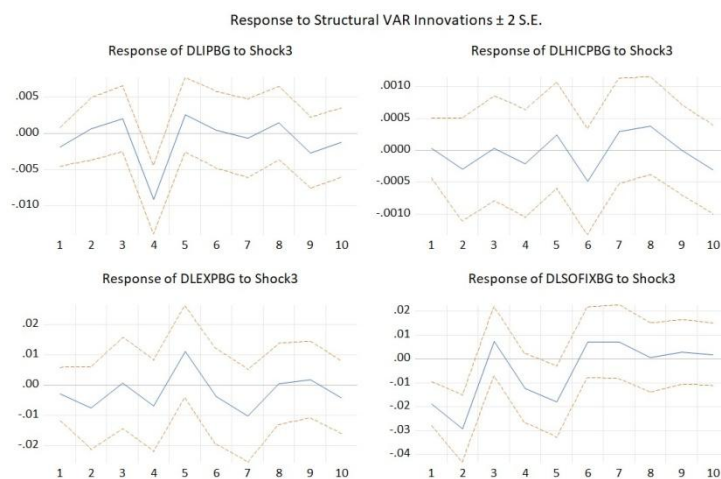 Response to Structural VAR Innovations ± 2 S.E.
Response of DLIPBG to Shock3
.005
.000
-.005
-.010
1 2 3 4 5 6 7 8 9 10
Response of DLHICPBG to Shock3
.0010
.0005
.0000
-.0005
-.0010
1 2 3 4 5 6 7 8 9 10
Response of DLEXPBG to Shock3
.02
.01
.00
-.01
-.02
1 2 3 4 5 6 7 8 9 10
Response of DLSOFIXBG to Shock3
.02
.01
.00
-.01
-.02
-.03
-.04
1 2 3 4 5 6 7 8 9 10